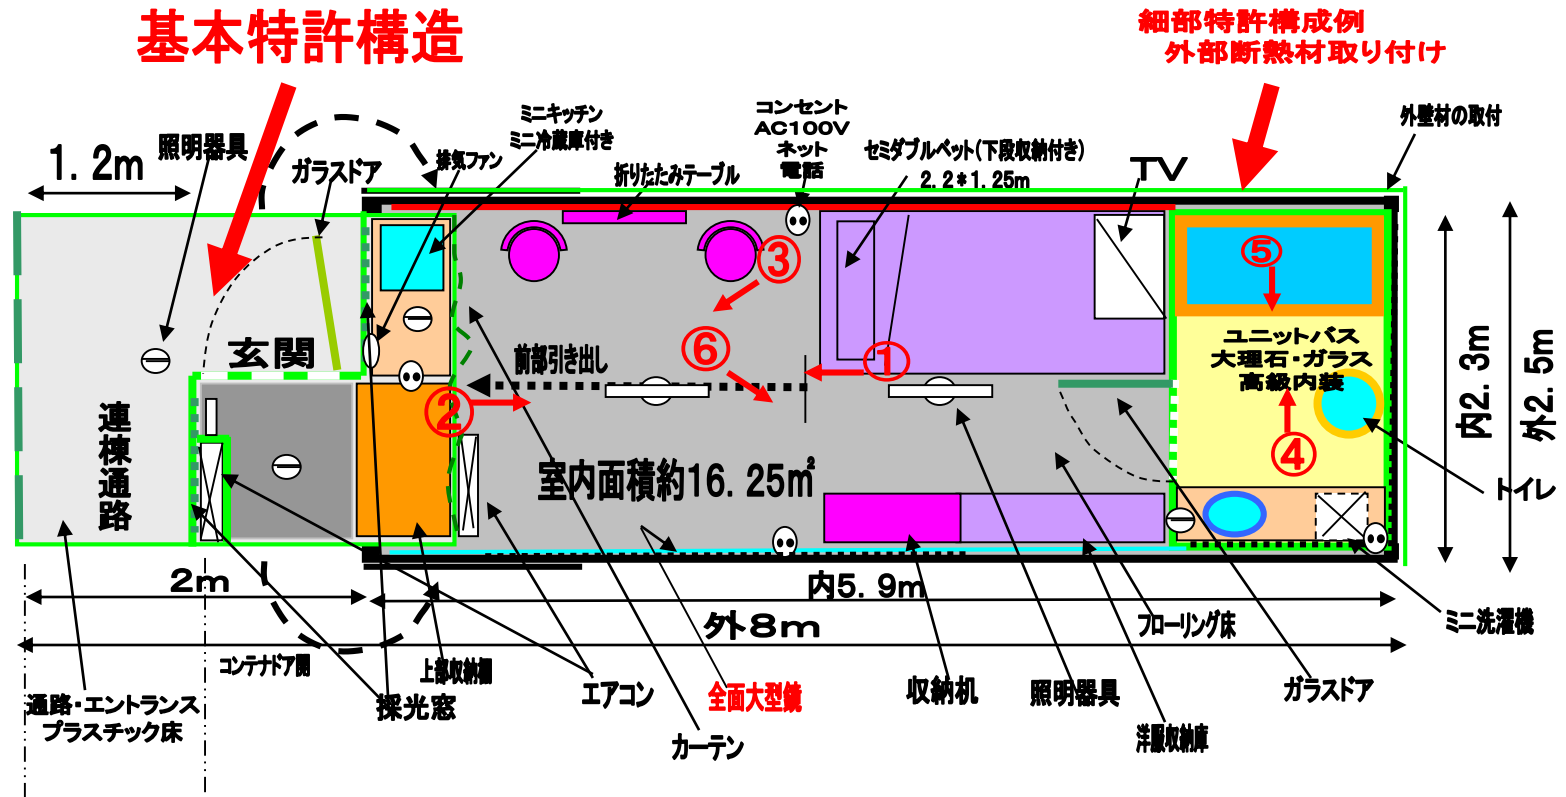 基本特許構造
細部特許構成例
外部断熱材取り付け
1.2m
照明器具
ガラスドア
排気ファン
ミニキッチン
ミニ冷蔵庫付き
折りたたみテーブル
コンセント
AC100V
ネット
電話
セミダブルベット(下段収納付き)
2.2*1.25m
TV
外壁材の取付
③
⑤
玄関
前部引き出し
⑥
①
ユニットバス
大理石・ガラス
高級内装
内2.3m
外2.5m
連棟通路
②
④
室内面積約16.25㎡
トイレ
2m
内5.9m
外8m
フローリング床
ミニ洗濯機
コンテナドア開
上部収納棚
エアコン
全面大型鏡
収納机
照明器具
ガラスドア
通路・エントランス
プラスチック床
採光窓
カーテン
洋服収納庫